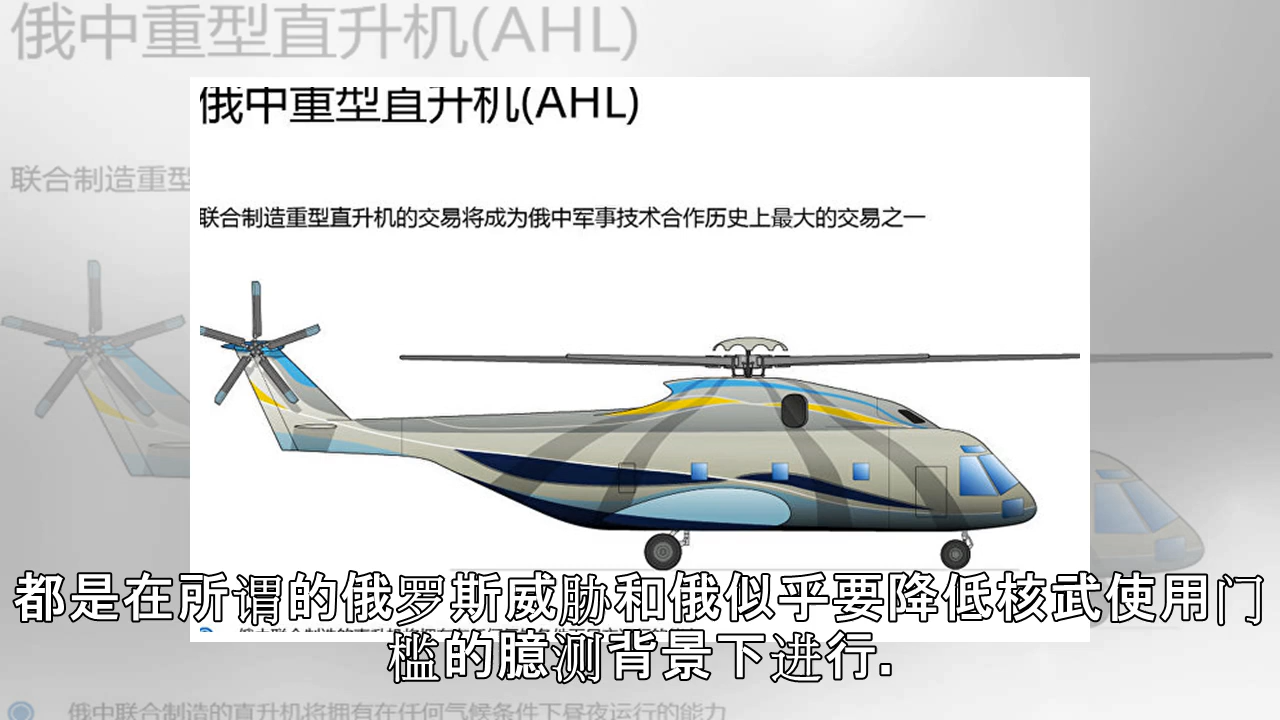 俄中重型直升机(AHL)
俄中重型直升机(AHL)
联合制造重型
联合制造重型直升机的交易将成为俄中军事技术合作历史上最大的交易之一
都是在所谓的俄罗斯威胁和俄似乎要降低核武使用门
槛的臆测背景下进行.
俄中联合制造的直升机将拥有在任何气候条件下昼夜运行的能力